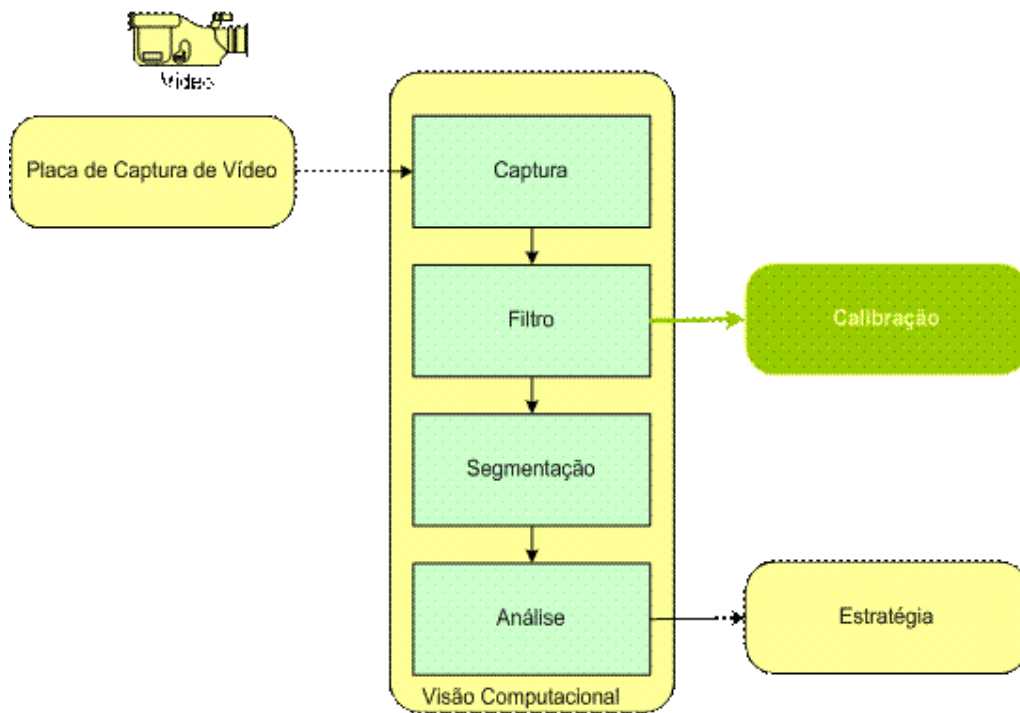 Vídeo
Placa de Captura de Vídeo
Captura
Filtro
Calibração
Segmentação
Análise
Estratégia
Visão Computacional